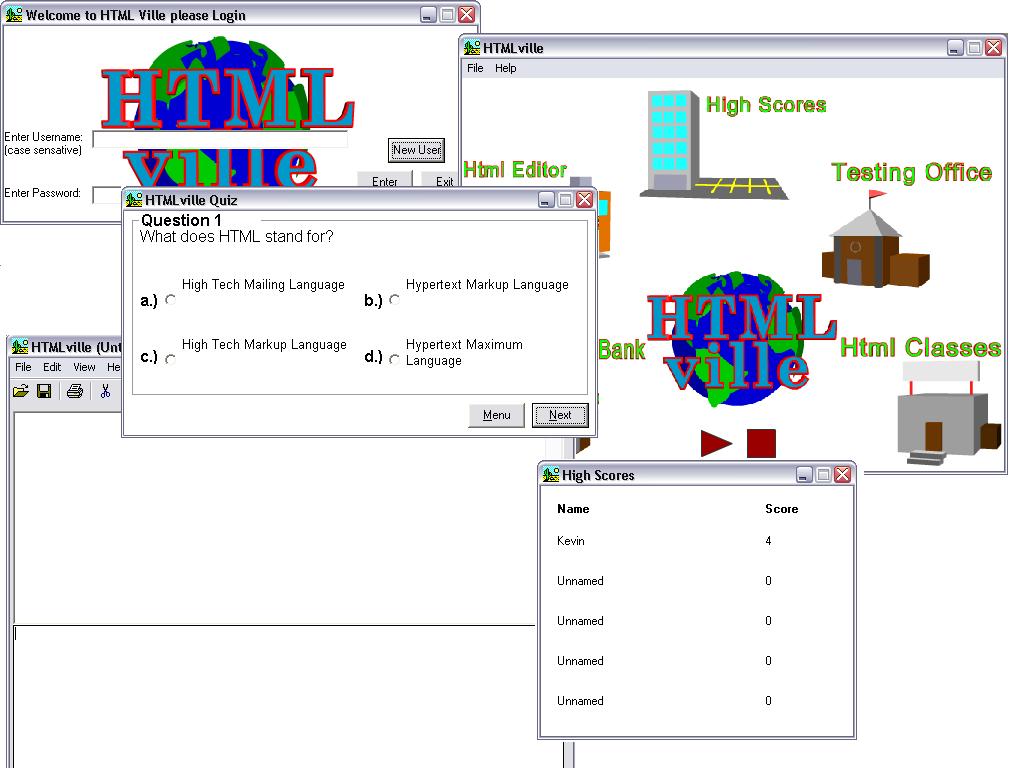 Welcome to HTML Ville please Login
HTML
ville
Enter Username:
(case sensative)
New User
Enter Password:
Enter
Exit
HTMLville
File Help
High Scores
Html Editor
Testing Office
HTML
ville
Bank
Html Classes
HTMLville Quiz
Question 1
What does HTML stand for?
a.) High Tech Mailing Language
b.) Hypertext Markup Language
c.) High Tech Markup Language
d.) Hypertext Maximum
Language
Menu
Next
HTMLville (Unt
File Edit View He
High Scores
Name Score
Kevin 4
Unnamed 0
Unnamed 0
Unnamed 0
Unnamed 0